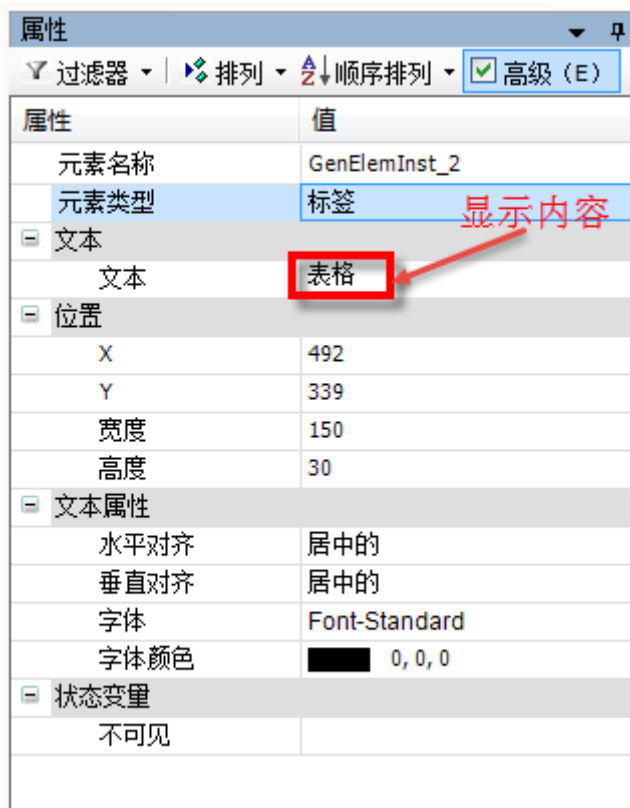 属性
过滤器 排列 顺序排列 高级（E）
属性 值
元素名称 GenElemInst_2
元素类型 标签
显示内容
文本
文本 表格
位置
X 492
Y 339
宽度 150
高度 30
文本属性
水平对齐 居中的
垂直对齐 居中的
字体 Font-Standard
字体颜色 0, 0, 0
状态变量
不可见